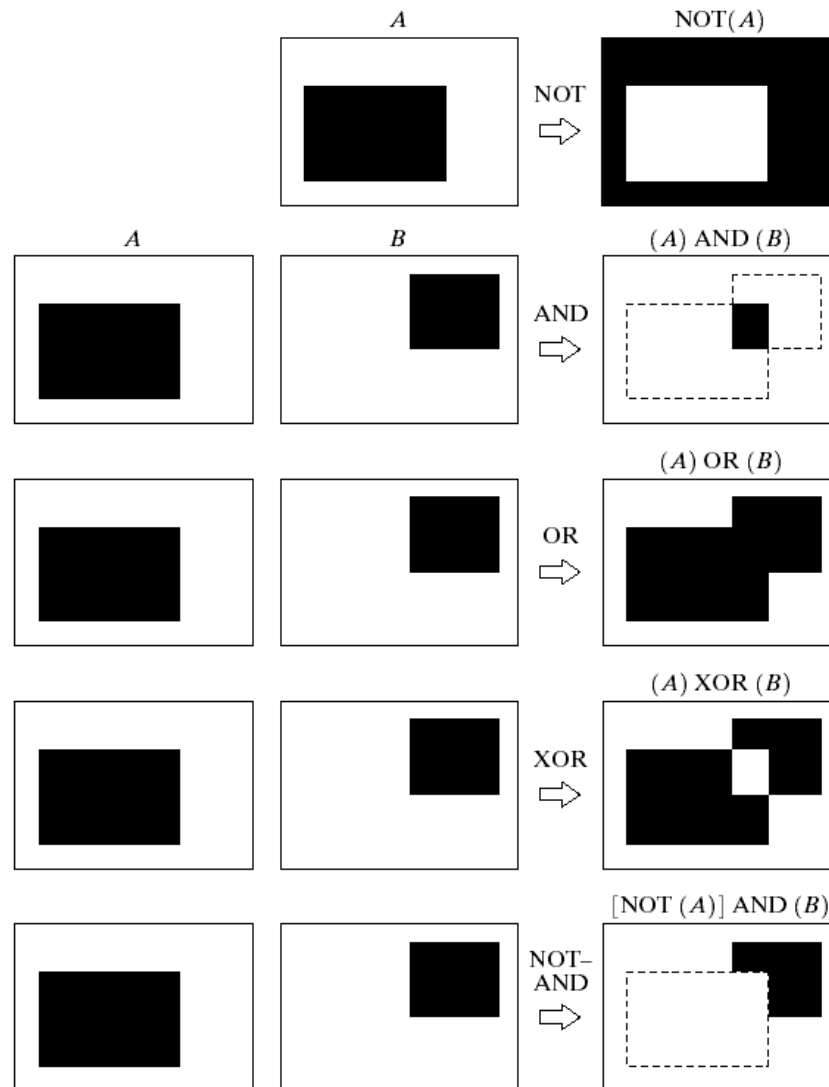 A
NOT(A)
NOT
A
B
(A) AND (B)
AND
(A) OR (B)
OR
(A) XOR (B)
XOR
[NOT (A)] AND (B)
NOT–
AND